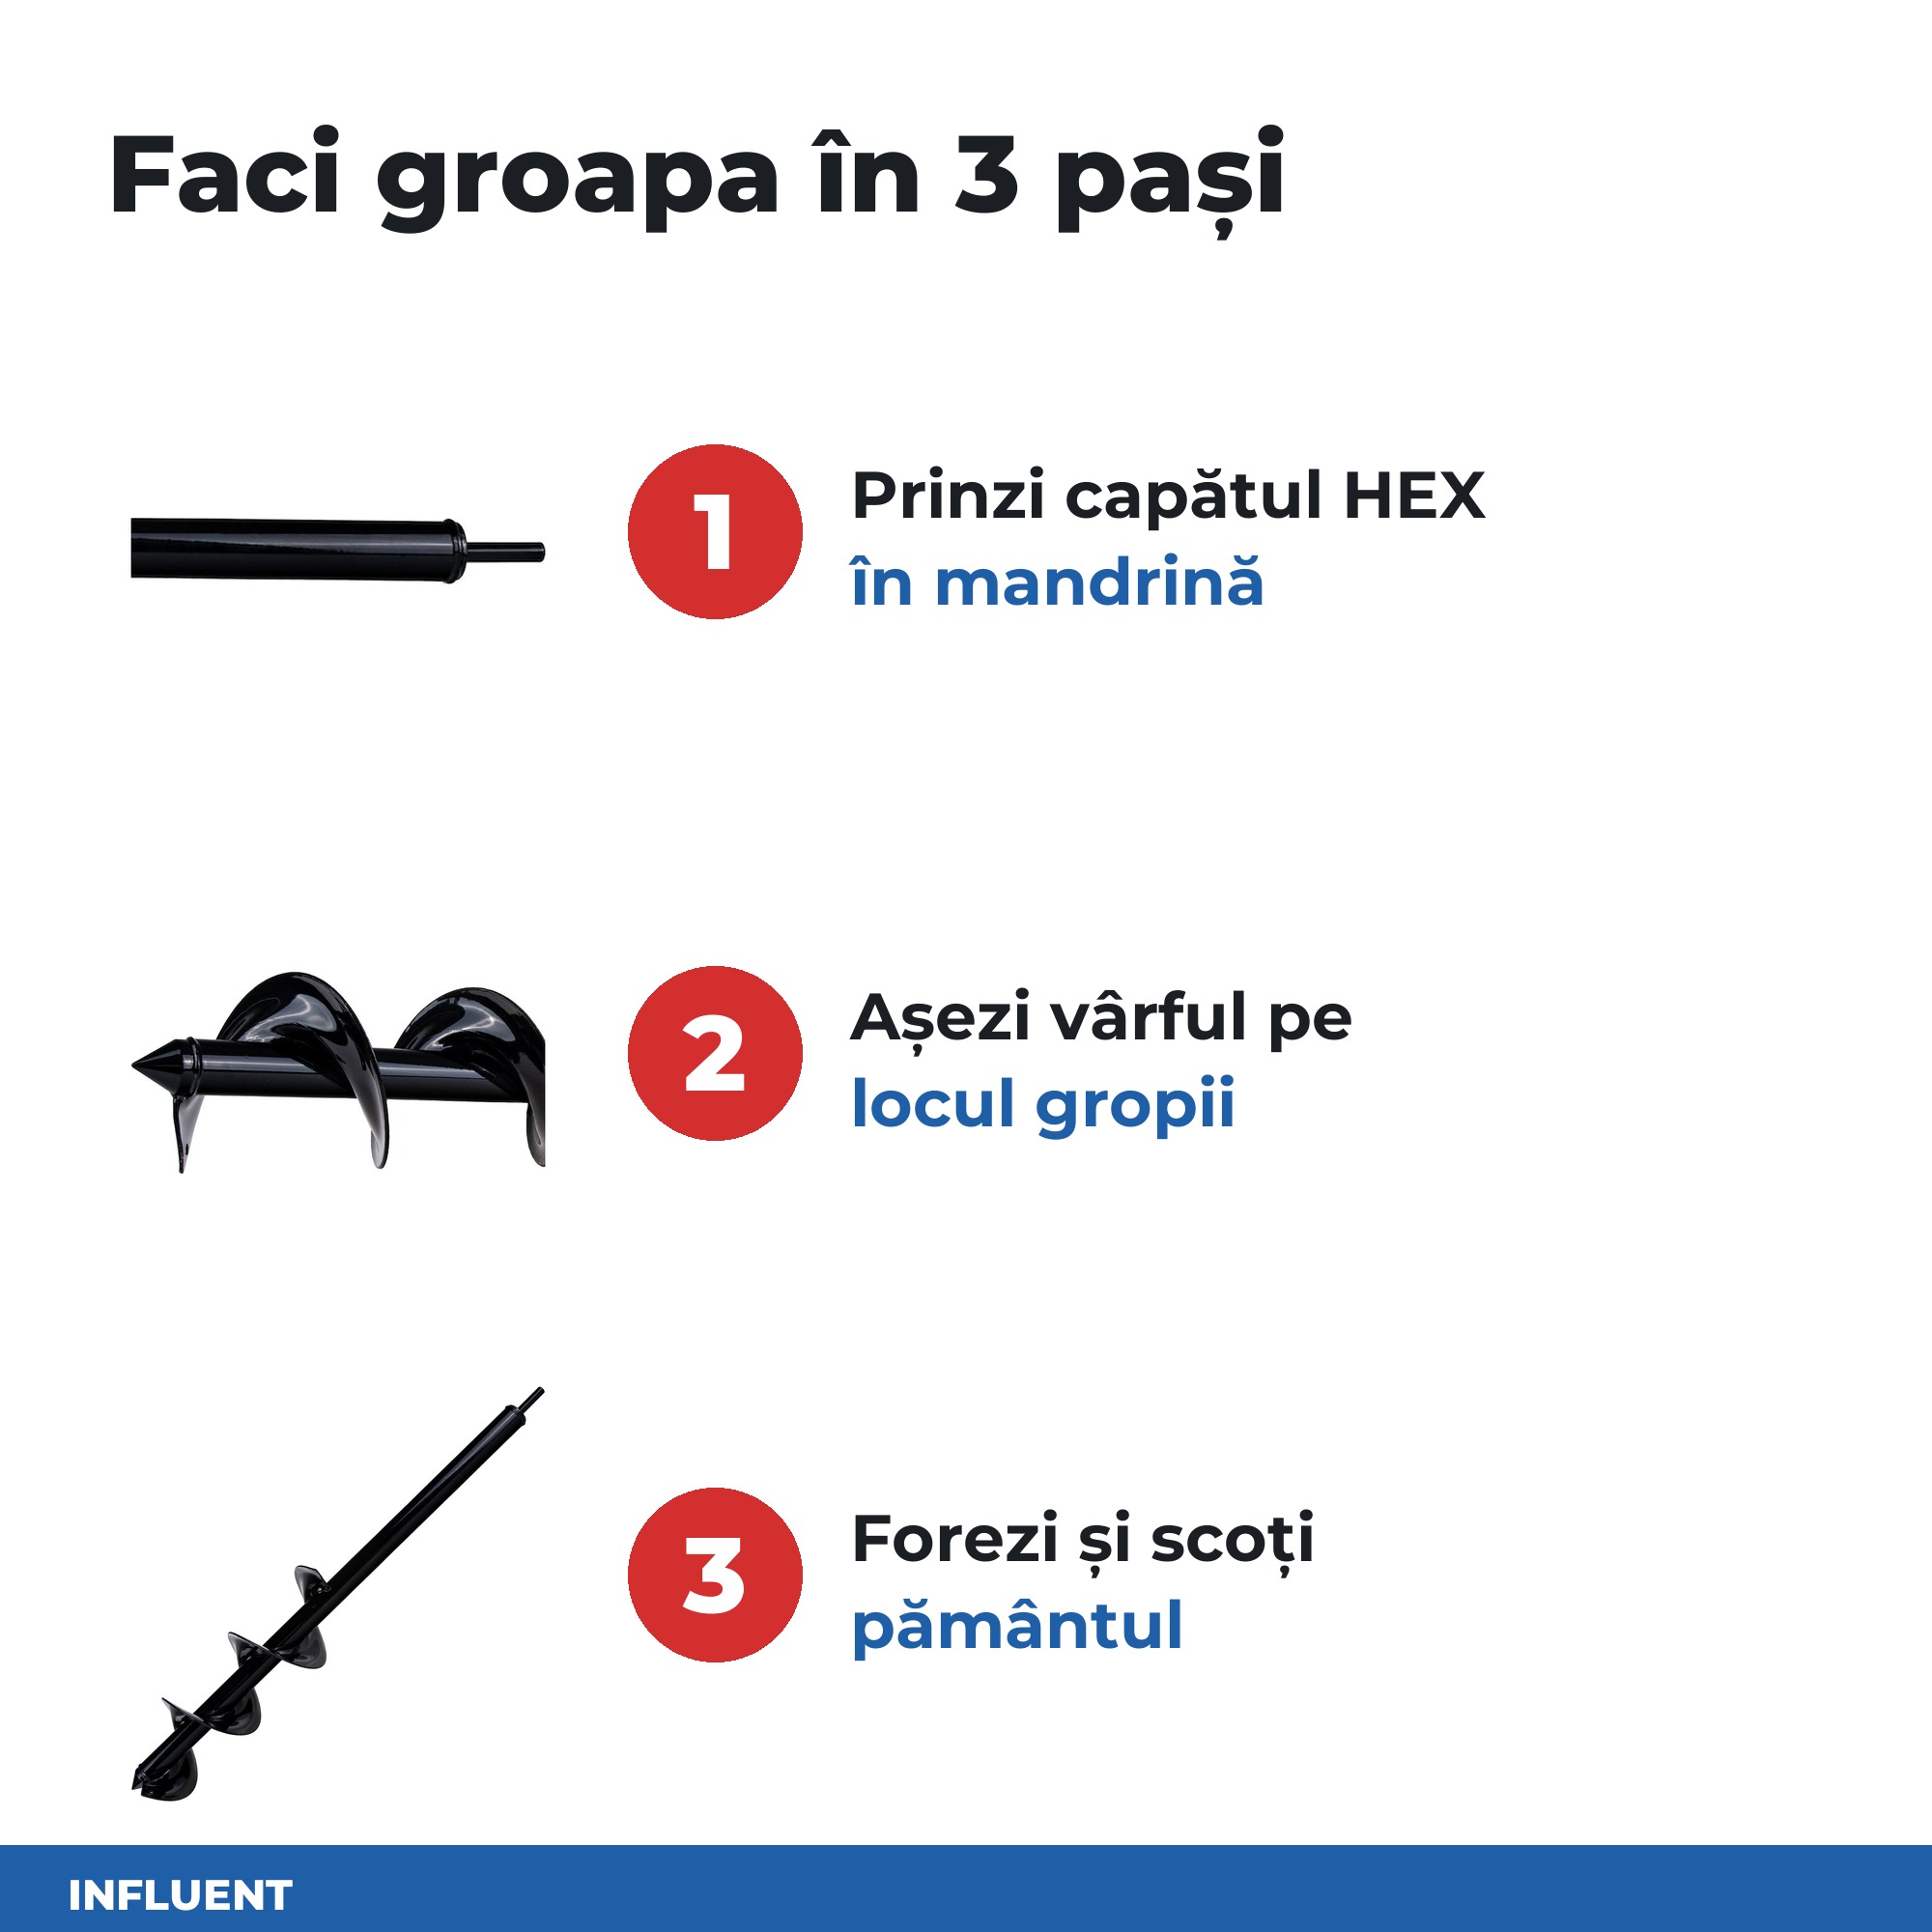 Faci groapa în 3 pași
1
Prinzi capătul HEX
în mandrină
2
Așezi vârful pe
locul gropii
3
Forezi și scoți
pământul
INFLUENT